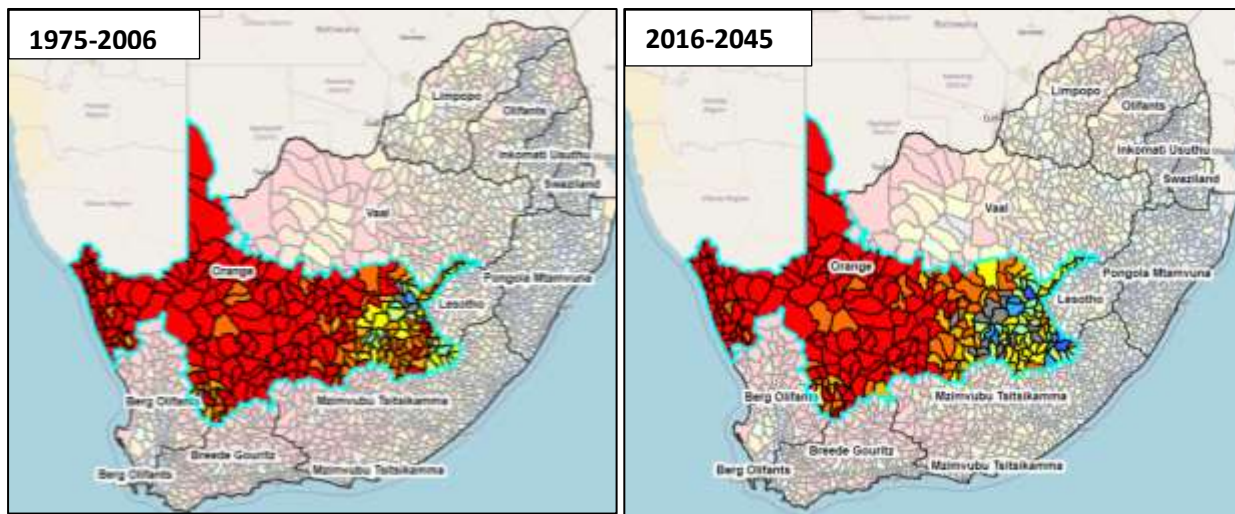 1975-2006
Limpopo
Olifants
Inkomati Usuthu
Swaziland
Vaal
Orange
Pongola Mtamvuna
Lesotho
Berg Olifants
Mzimvubu Tsitsikamma
Breede Gouritz
Berg Olifants
Mzimvubu Tsitsikamma
2016-2045
Limpopo
Olifants
Inkomati Usuthu
Swaziland
Vaal
Orange
Pongola Mtamvuna
Lesotho
Berg Olifants
Mzimvubu Tsitsikamma
Breede Gouritz
Berg Olifants
Mzimvubu Tsitsikamma